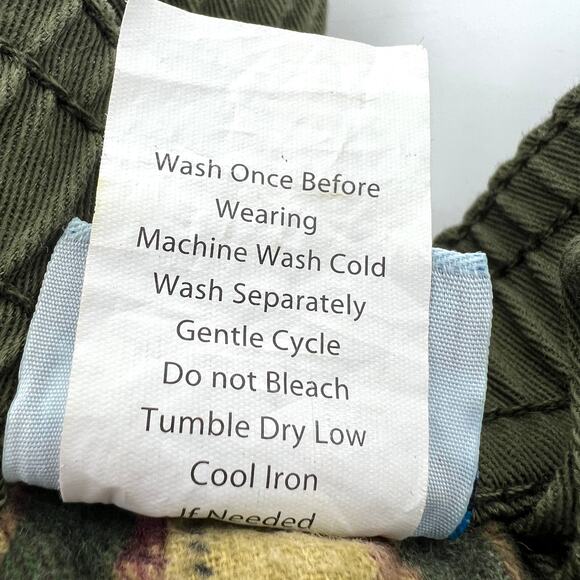 Wash Once Before
Wearing
Machine Wash Cold
Wash Separately
Gentle Cycle
Do not Bleach
Tumble Dry Low
Cool Iron
If Needed